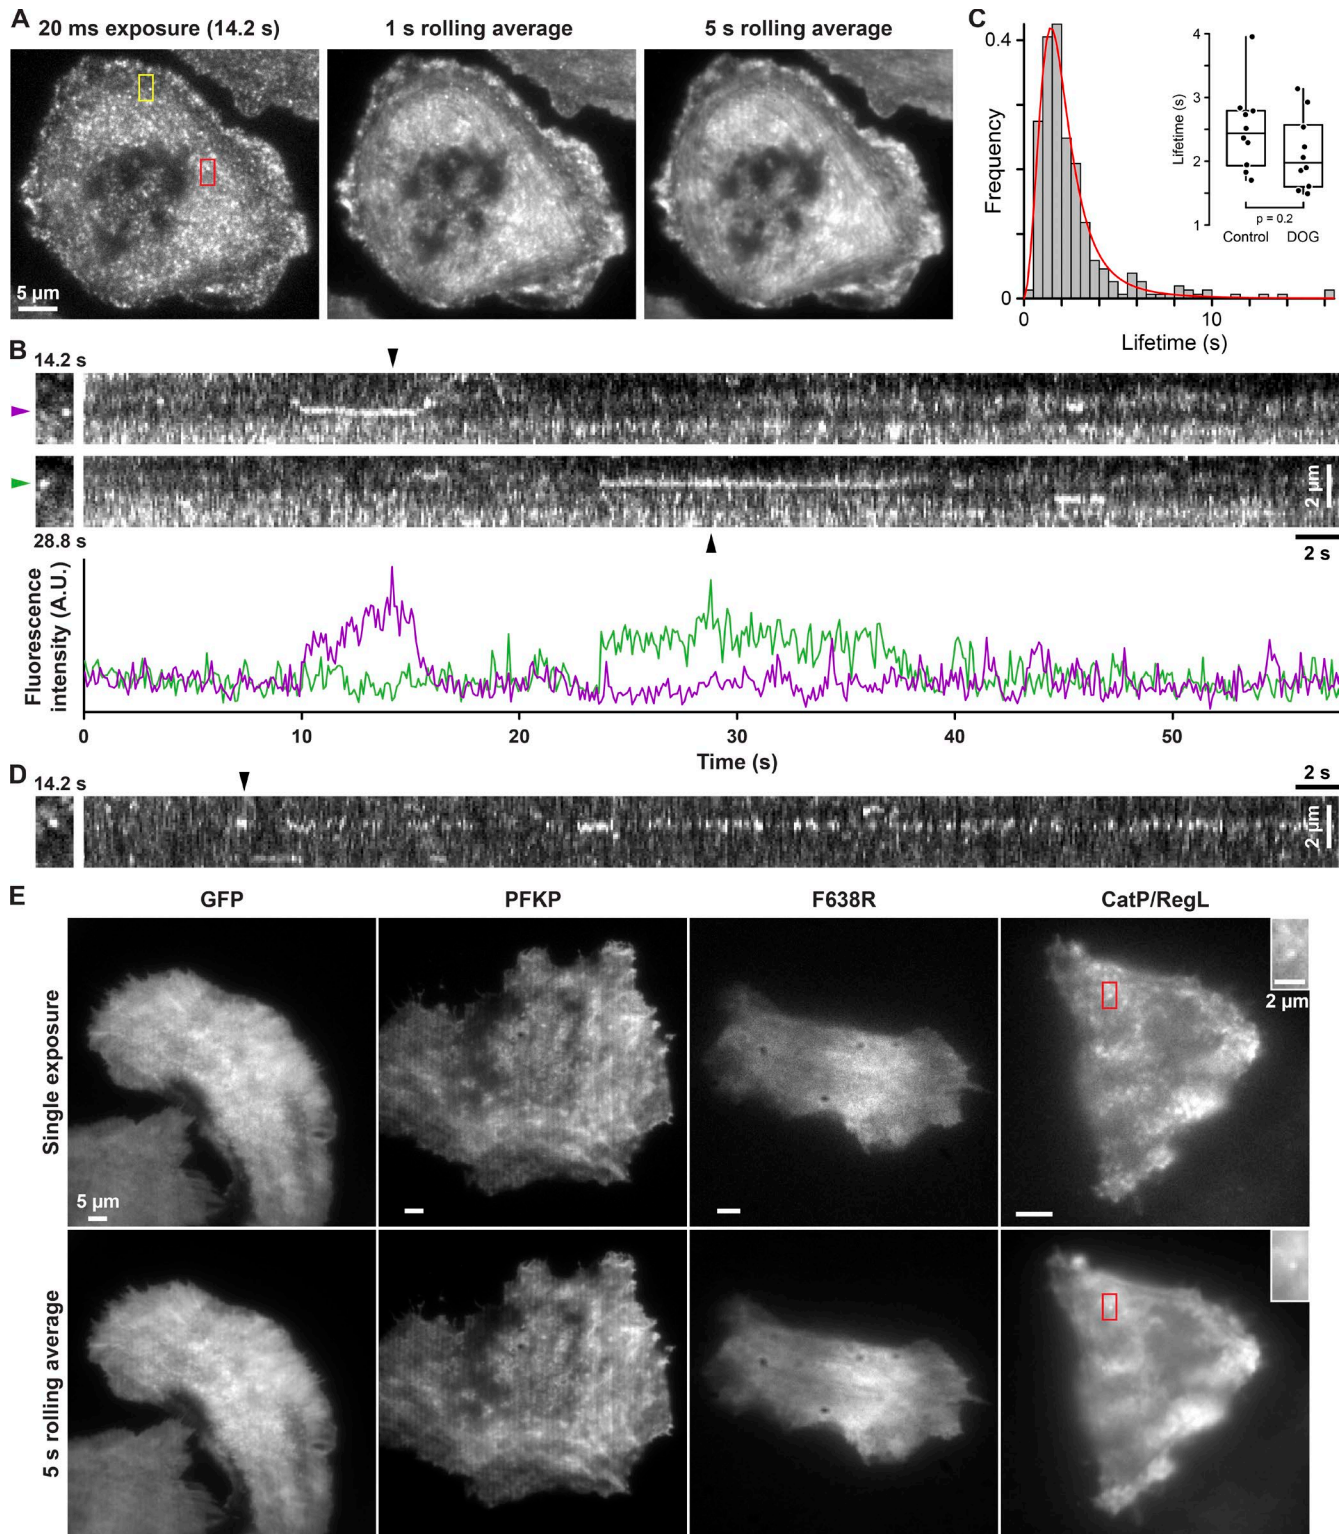 A
20 ms exposure (14.2 s)
1 s rolling average
5 s rolling average
5 µm
C
0.4
0
Frequency
0
10
Lifetime (s)
4
3
2
1
Lifetime (s)
p = 0.2
Control
DOG
B
14.2 s
28.8 s
2 µm
2 s
Fluorescence
intensity (A.U.)
0
10
20
30
40
50
Time (s)
D
14.2 s
2 s
2 µm
E
GFP
PFKP
F638R
CatP/RegL
Single exposure
5 µm
2 µm
5 s rolling average